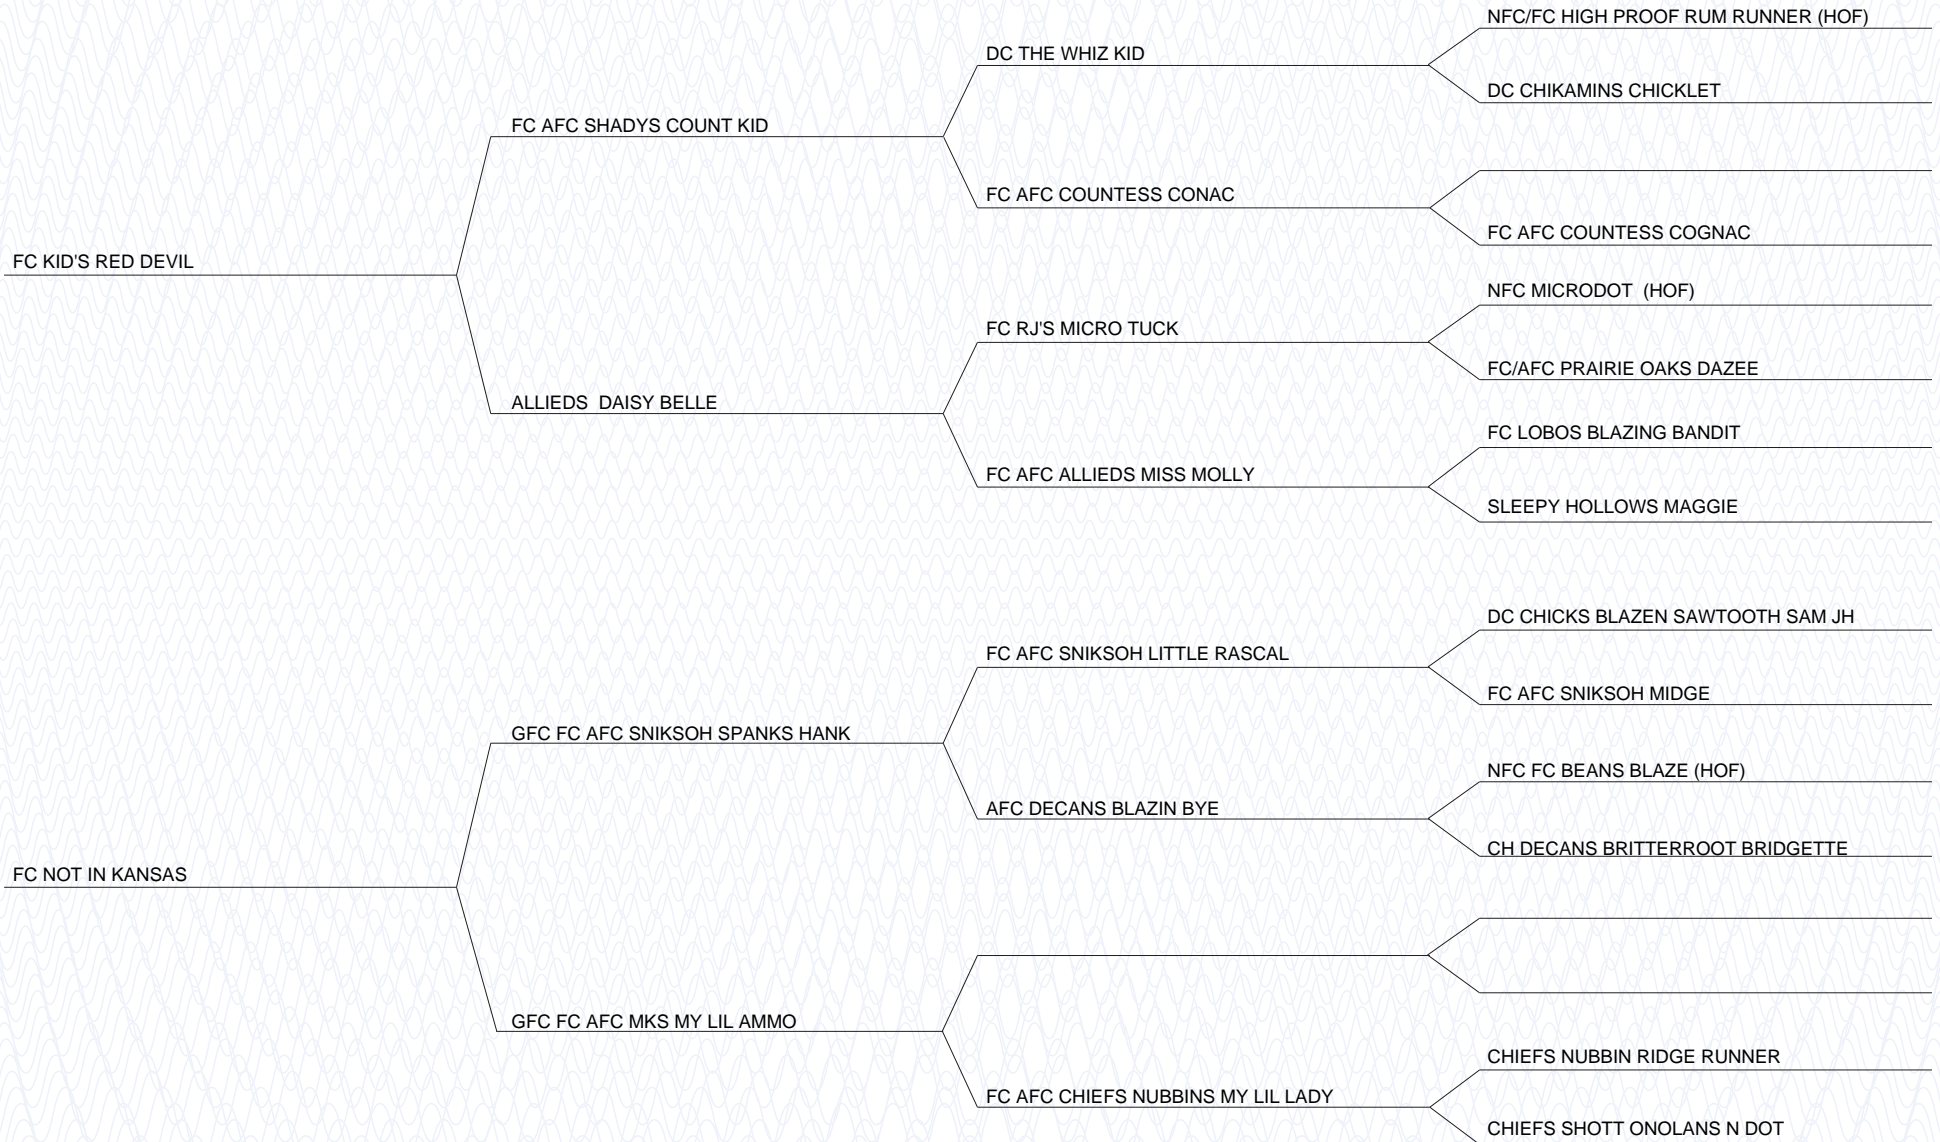 NFC/FC HIGH PROOF RUM RUNNER (HOF)
DC THE WHIZ KID
DC CHIKAMINS CHICKLET
FC AFC SHADYS COUNT KID
FC AFC COUNTESS CONAC
FC AFC COUNTESS COGNAC
FC KID'S RED DEVIL
NFC MICRODOT  (HOF)
FC RJ'S MICRO TUCK
FC/AFC PRAIRIE OAKS DAZEE
ALLIEDS  DAISY BELLE
FC LOBOS BLAZING BANDIT
FC AFC ALLIEDS MISS MOLLY
SLEEPY HOLLOWS MAGGIE
DC CHICKS BLAZEN SAWTOOTH SAM JH
FC AFC SNIKSOH LITTLE RASCAL
FC AFC SNIKSOH MIDGE
GFC FC AFC SNIKSOH SPANKS HANK
NFC FC BEANS BLAZE (HOF)
AFC DECANS BLAZIN BYE
CH DECANS BRITTERROOT BRIDGETTE
FC NOT IN KANSAS
GFC FC AFC MKS MY LIL AMMO
CHIEFS NUBBIN RIDGE RUNNER
FC AFC CHIEFS NUBBINS MY LIL LADY
CHIEFS SHOTT ONOLANS N DOT